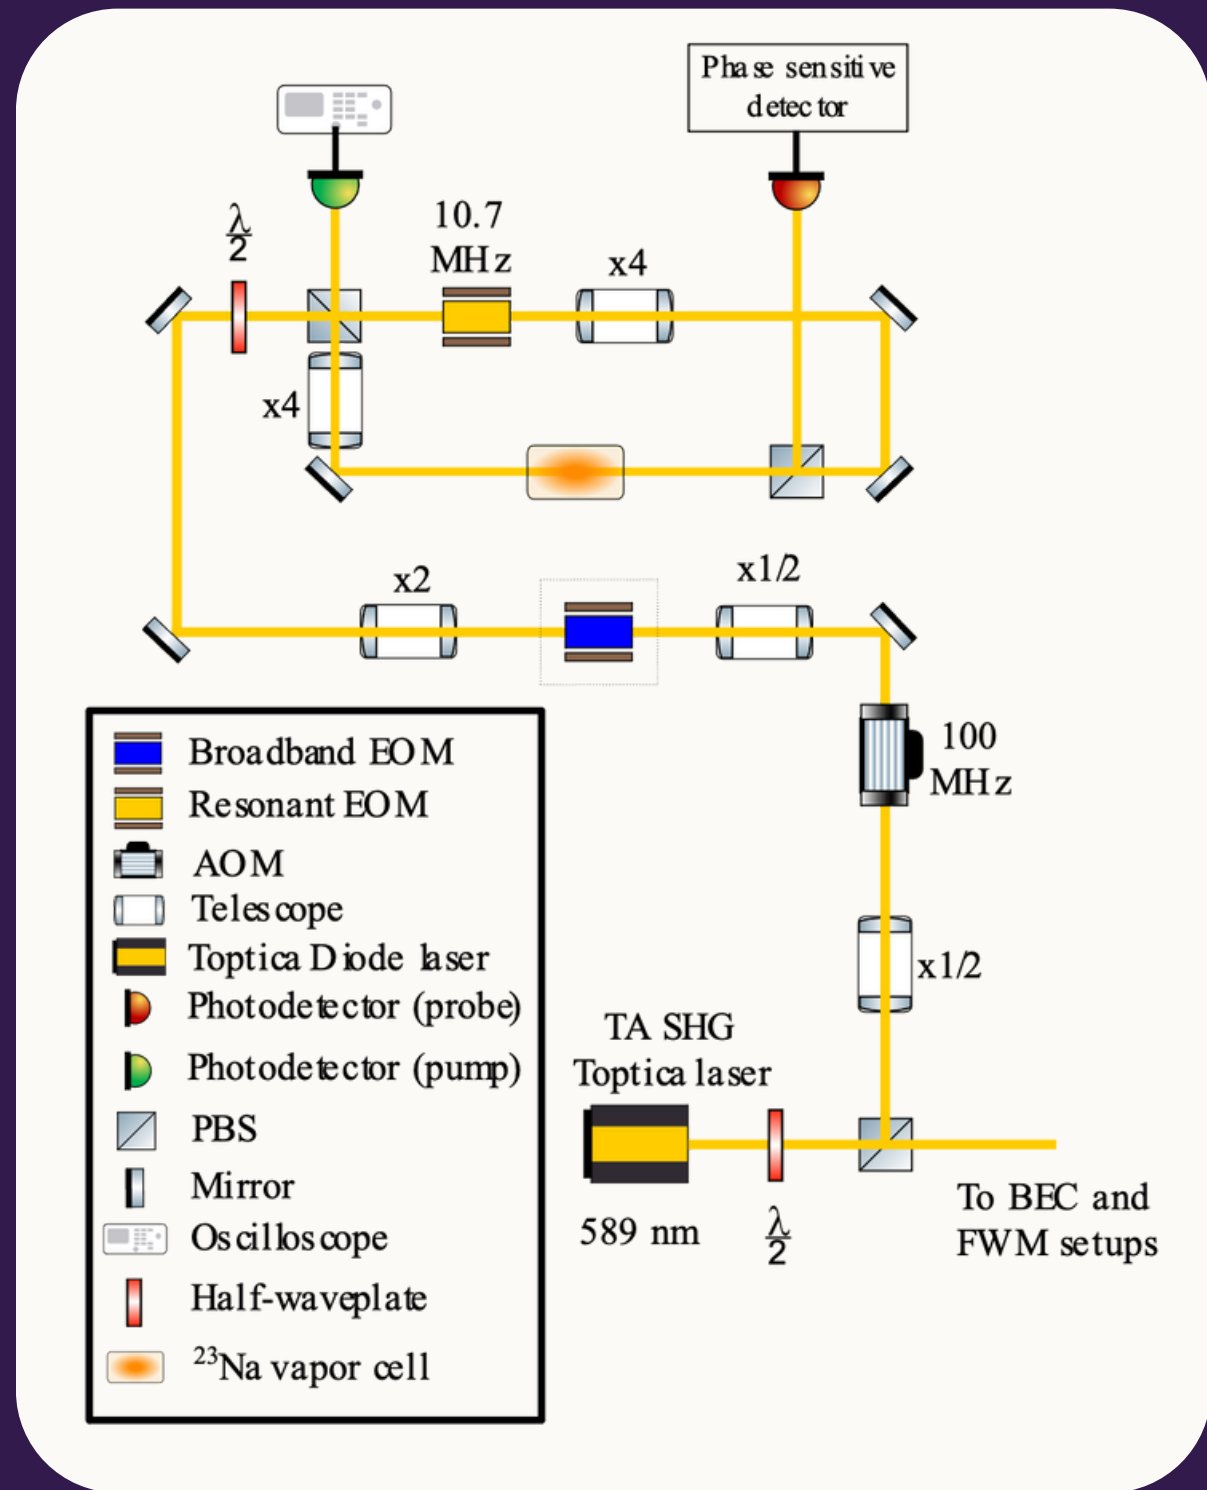 Phase sensitive
detector
λ
2
10.7
MHz
x4
x4
x2
x1/2
100
MHz
x1/2
TA SHG
Toptica laser
589 nm
λ
2
To BEC and
FWM setups
Broadband EOM
Resonant EOM
AOM
Telescope
Toptica Diode laser
Photodetector (probe)
Photodetector (pump)
PBS
Mirror
Oscilloscope
Half-waveplate
²³Na vapor cell